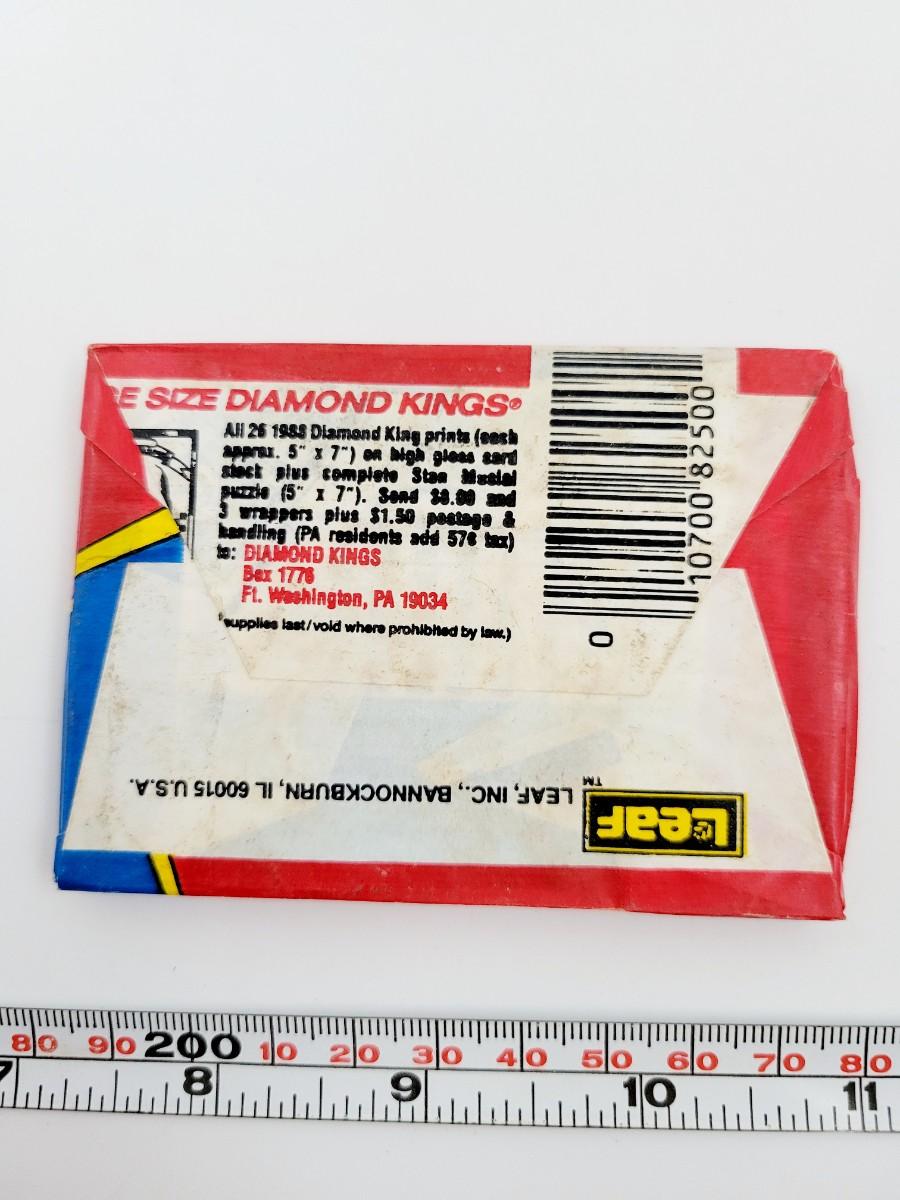 E SIZE DIAMOND KINGS®
All 26 1988 Diamond King prints (each
approx. 5" x 7") on high gloss card
stock plus complete Stan Musial
puzzle (5" x 7"). Send $8.00 and
3 wrappers plus $1.50 postage &
handling (PA residents add 57¢ tax)
to: DIAMOND KINGS
Box 1776
Ft. Washington, PA 19034
supplies last/void where prohibited by law.)
0 10700 82500
Leaf™ LEAF, INC., BANNOCKBURN, IL 60015 U.S.A.
80 90 200 10 20 30 40 50 60 70 80
7 8 9 10 11